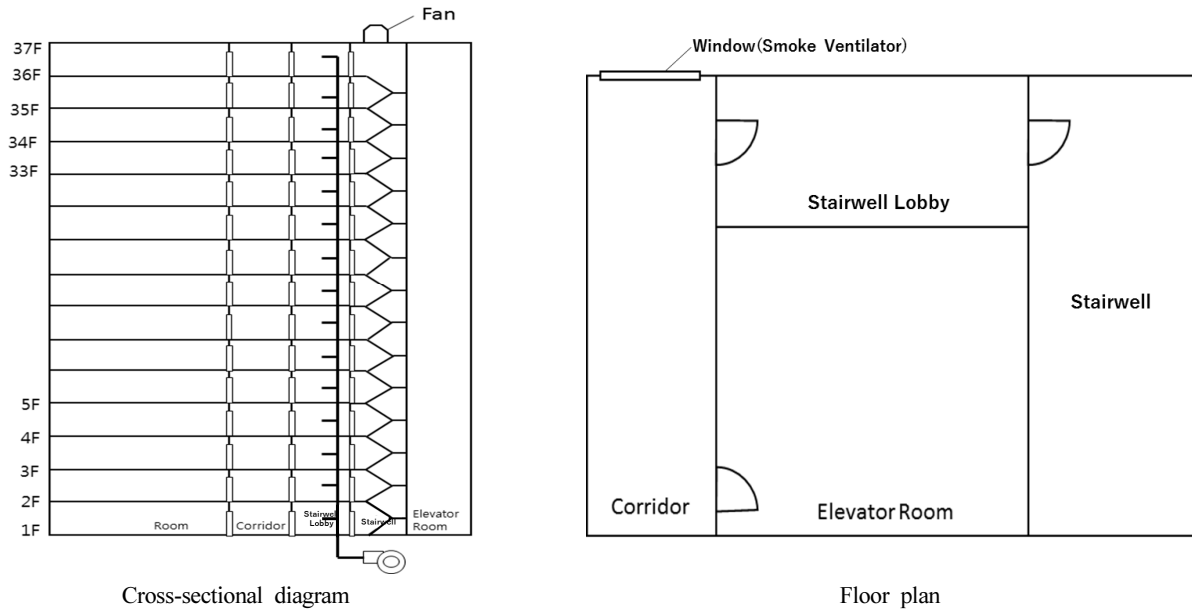 Fan
37F
36F
35F
34F
33F
5F
4F
3F
2F
1F
Room
Corridor
Stairwell
Lobby
Stairwell
Elevator
Room
Cross-sectional diagram
Window(Smoke Ventilator)
Stairwell Lobby
Stairwell
Corridor
Elevator Room
Floor plan